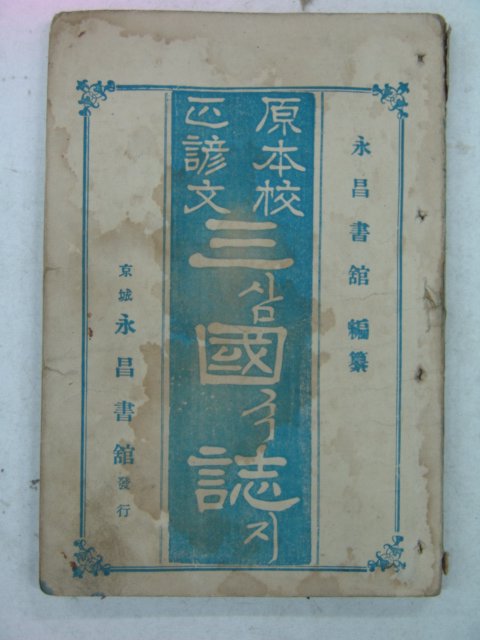 永昌書舘 編纂
原本校
正諺文
三國誌
삼국지
京城 永昌書舘 發行